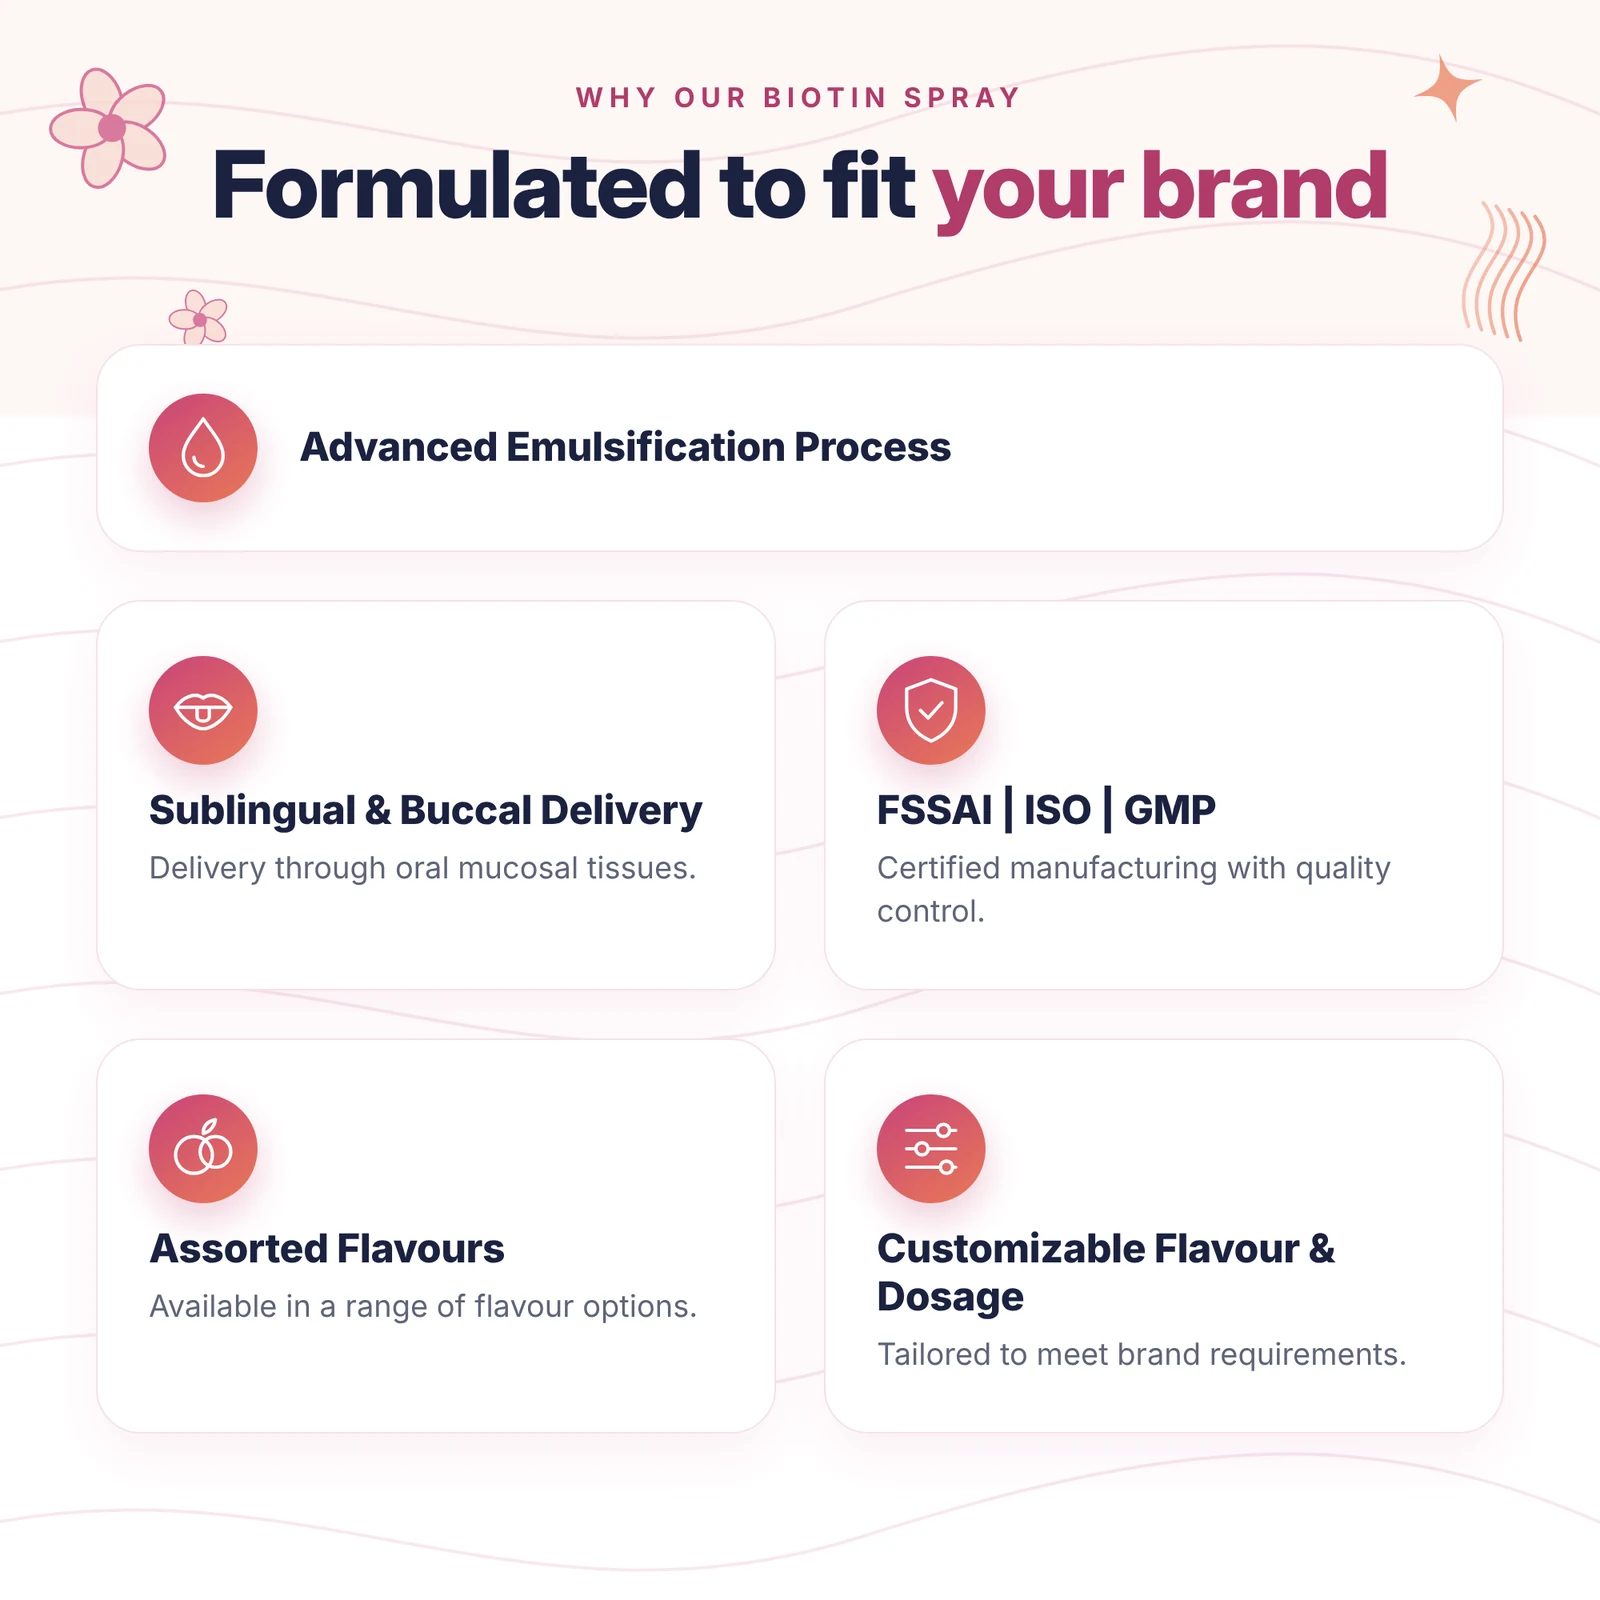 WHY OUR BIOTIN SPRAY
Formulated to fit your brand
Advanced Emulsification Process
Sublingual & Buccal Delivery
Delivery through oral mucosal tissues.
FSSAI | ISO | GMP
Certified manufacturing with quality
control.
Assorted Flavours
Available in a range of flavour options.
Customizable Flavour &
Dosage
Tailored to meet brand requirements.